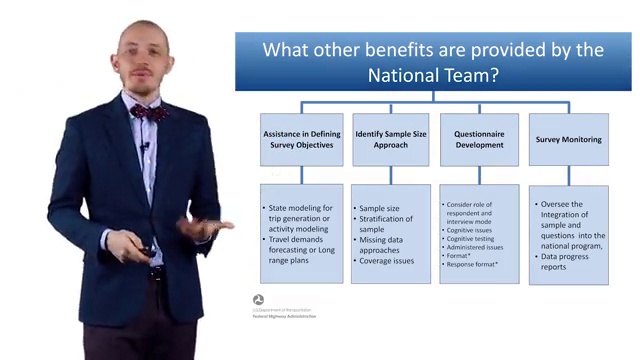 What other benefits are provided by the
National Team?
Assistance in Defining
Survey Objectives
Identify Sample Size
Approach
Questionnaire
Development
Survey Monitoring
• State modeling for
trip generation or
activity modeling
• Travel demands
forecasting or Long
range plans
• Sample size
• Stratification of
sample
• Missing data
approaches
• Coverage issues
• Consider role of
respondent and
interview mode
• Cognitive issues
• Cognitive testing
• Administered issues
• Format*
• Response format*
• Oversee the
Integration of
sample and
questions into the
national program,
• Data progress
reports
U.S.Department of Transportation
Federal Highway Administration